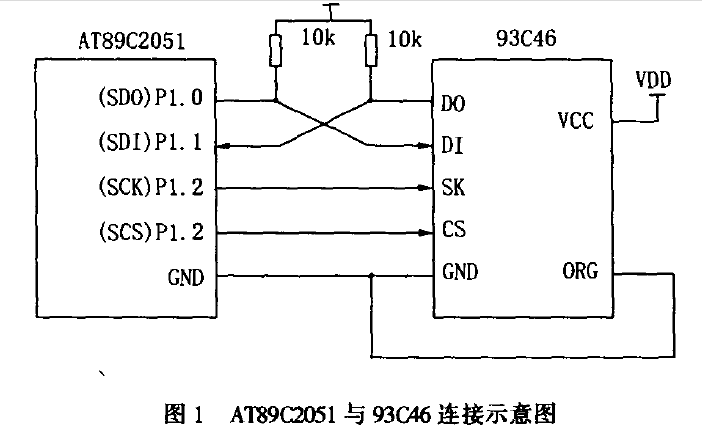 AT89C2051
10k
10k
93C46
VDD
(SDO)P1.0
DO
VCC
(SDI)P1.1
DI
(SCK)P1.2
SK
(SCS)P1.2
CS
GND
GND
ORG
图 1 AT89C2051 与 93C46 连接示意图